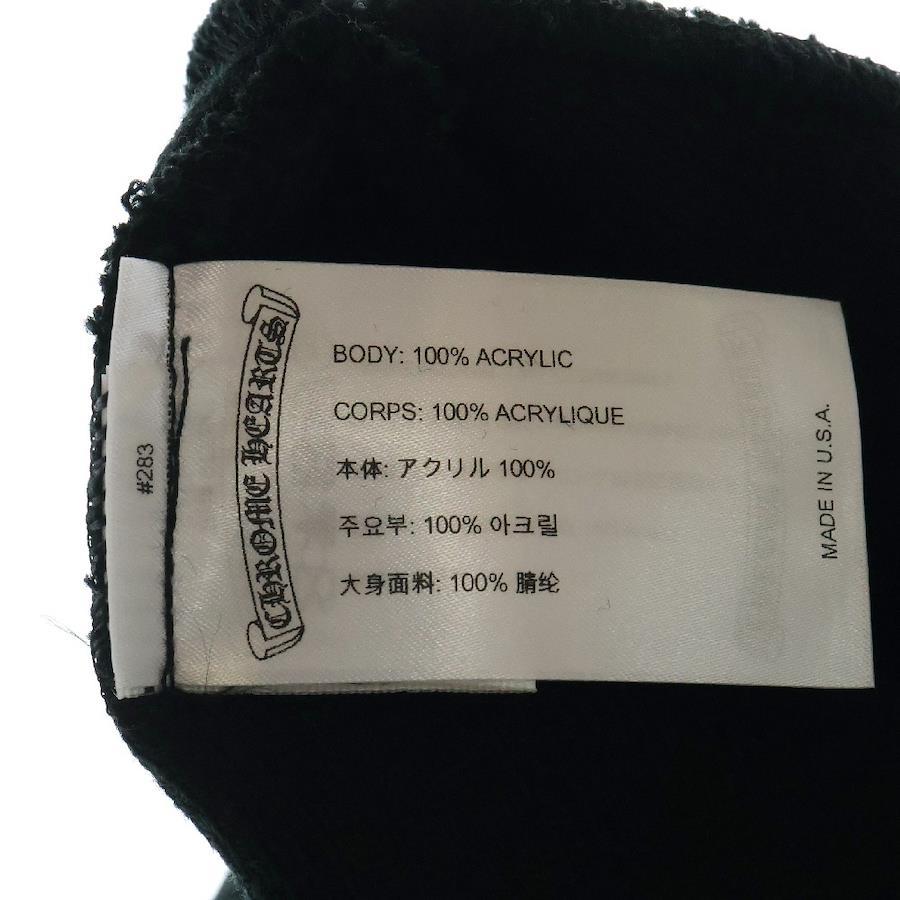 #283
CHROME HEARTS
BODY: 100% ACRYLIC
CORPS: 100% ACRYLIQUE
本体: アクリル 100%
주요부: 100% 아크릴
大身面料: 100% 腈纶
MADE IN U.S.A.